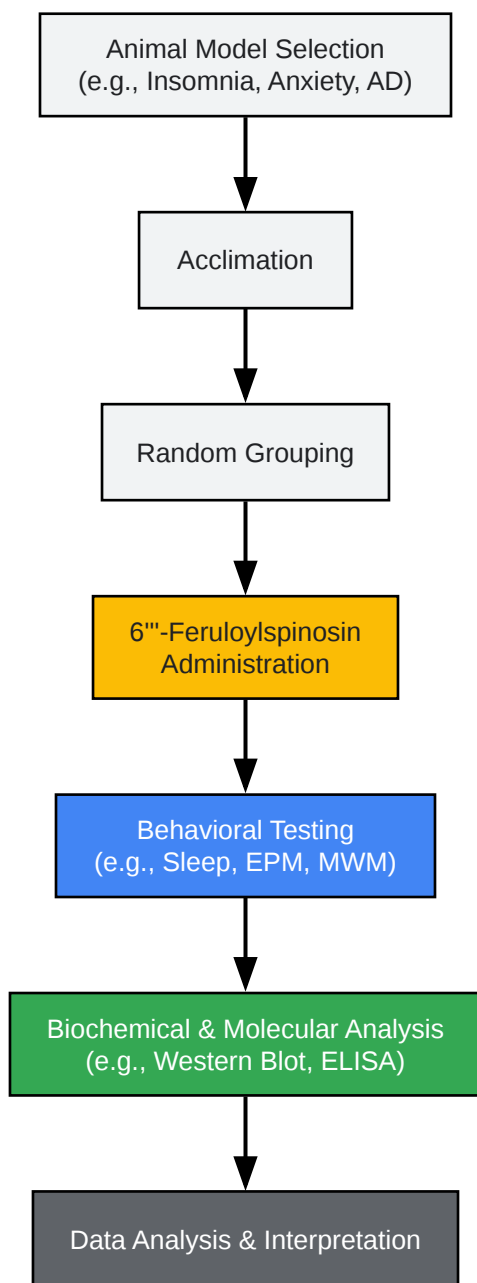 Animal Model Selection
(e.g., Insomnia, Anxiety, AD)
Acclimation
Random Grouping
6'''-Feruloylspinosin
Administration
Behavioral Testing
(e.g., Sleep, EPM, MWM)
Biochemical & Molecular Analysis
(e.g., Western Blot, ELISA)
Data Analysis & Interpretation